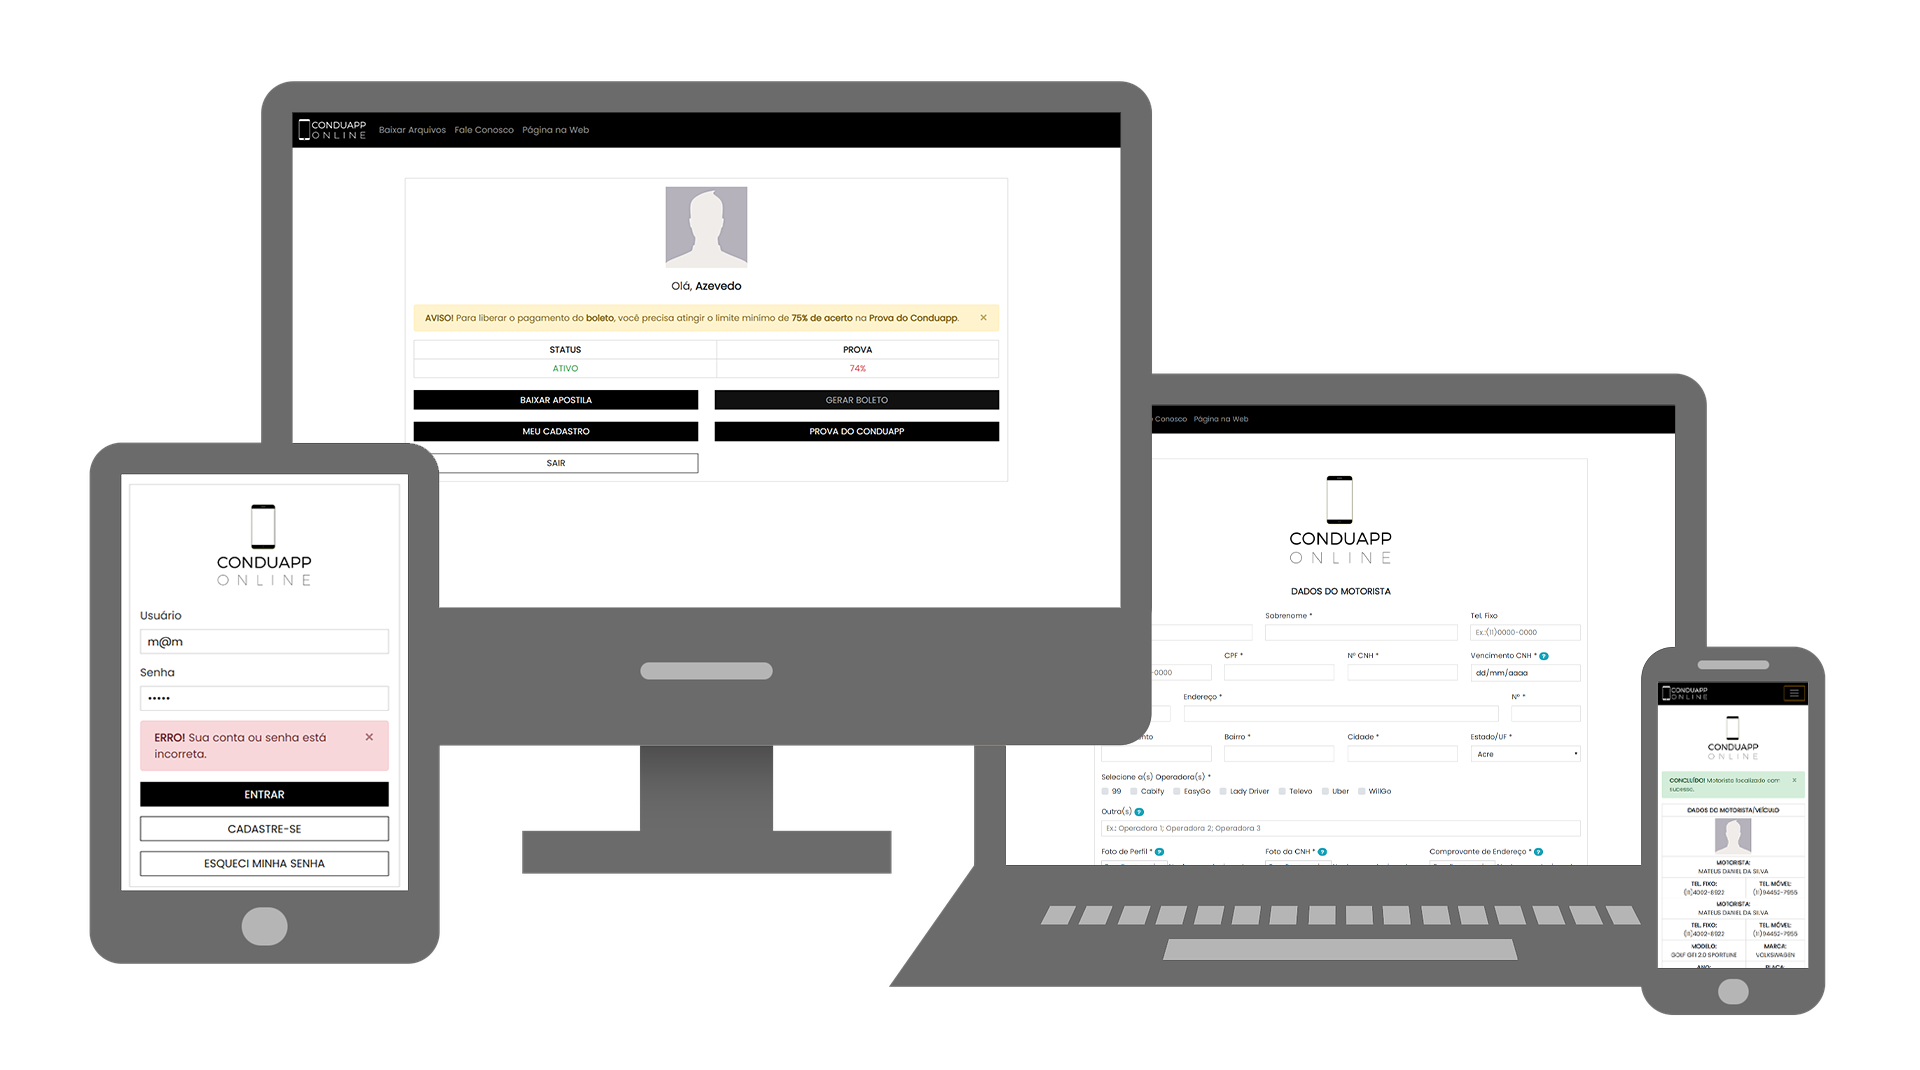 CONDUAPP
ONLINE
Baixar Arquivos Fale Conosco Página na Web
Olá, Azevedo
AVISO! Para liberar o pagamento do boleto, você precisa atingir o limite minimo de 75% de acerto na Prova do Conduapp. ×
STATUS PROVA
ATIVO 74%
BAIXAR APOSTILA GERAR BOLETO
MEU CADASTRO PROVA DO CONDUAPP
SAIR
CONDUAPP
ONLINE
Usuário
m@m
Senha
•••••
ERRO! Sua conta ou senha está ×
incorreta.
ENTRAR
CADASTRE-SE
ESQUECI MINHA SENHA
Conosco Página na Web
CONDUAPP
ONLINE
DADOS DO MOTORISTA
Sobrenome * Tel. Fixo
Ex.:(11)0000-0000
CPF * Nº CNH * Vencimento CNH * ?
-0000 dd/mm/aaaa
Endereço * Nº *
nto Bairro * Cidade * Estado/UF *
Acre
Selecione a(s) Operadora(s) *
99 Cabify EasyGo Lady Driver Televo Uber WillGo
Outra(s) ?
Ex.: Operadora 1; Operadora 2; Operadora 3
Foto de Perfil * ? Foto da CNH * ? Comprovante de Endereço * ?
CONDUAPP
ONLINE
CONDUAPP
ONLINE
CONCLUÍDO! Motorista localizado com ×
sucesso.
DADOS DO MOTORISTA/VEÍCULO
MOTORISTA:
MATEUS DANIEL DA SILVA
TEL. FIXO: TEL. MÓVEL:
(11)4002-8922 (11)94452-7955
MOTORISTA:
MATEUS DANIEL DA SILVA
TEL. FIXO: TEL. MÓVEL:
(11)4002-8922 (11)94452-7955
MODELO: MARCA:
GOLF GTI 2.0 SPORTLINE VOLKSWAGEN
ANO: PLACA: